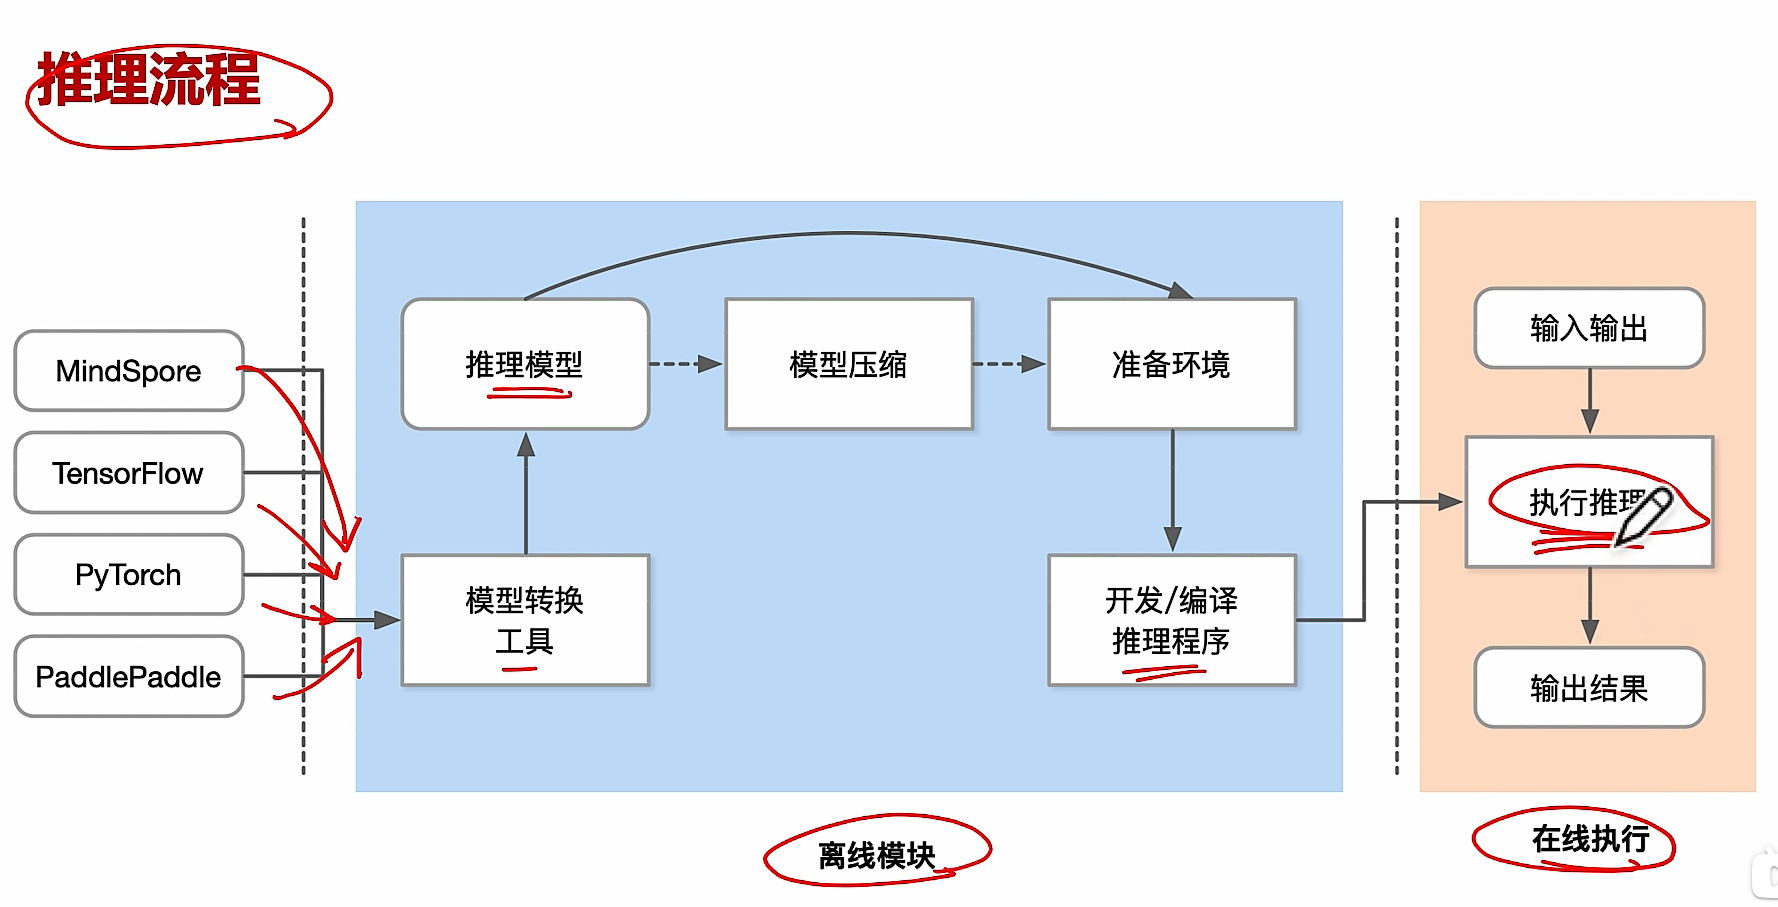 推理流程
MindSpore
TensorFlow
PyTorch
PaddlePaddle
推理模型
模型压缩
准备环境
模型转换
工具
开发/编译
推理程序
离线模块
输入输出
执行推理
输出结果
在线执行